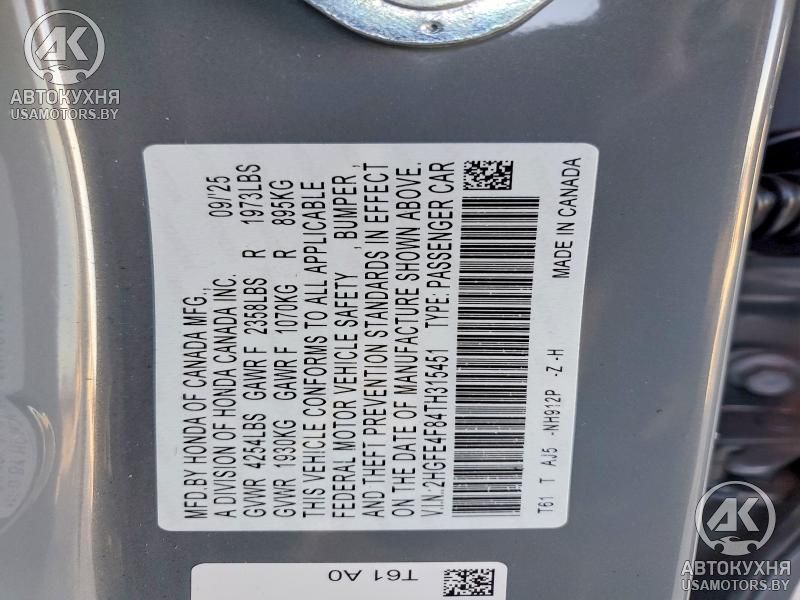 AK
АВТОКУХНЯ
USAMOTORS.BY
MFD.BY HONDA OF CANADA MFG.,
A DIVISION OF HONDA CANADA INC. 09/'25
GVWR 4254LBS GAWR F 2358LBS R 1973LBS
GVWR 1930KG GAWR F 1070KG R 895KG
THIS VEHICLE CONFORMS TO ALL APPLICABLE
FEDERAL MOTOR VEHICLE SAFETY , BUMPER ,
AND THEFT PREVENTION STANDARDS IN EFFECT
ON THE DATE OF MANUFACTURE SHOWN ABOVE.
V.I.N.:2HGFE4F84TH315451 TYPE: PASSENGER CAR
T61 T AJ5 -NH912P -Z -H MADE IN CANADA
T61 A0
AK
АВТОКУХНЯ
USAMOTORS.BY